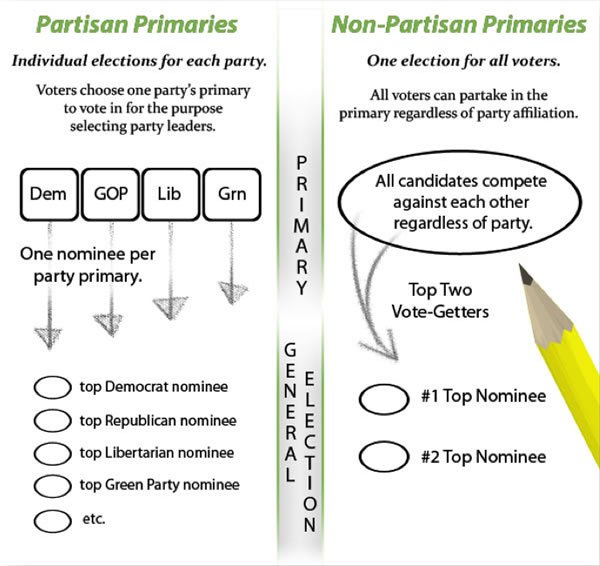 Partisan Primaries
Individual elections for each party.
Voters choose one party's primary
to vote in for the purpose
selecting party leaders.
Dem
GOP
Lib
Grn
One nominee per
party primary.
top Democrat nominee
top Republican nominee
top Libertarian nominee
top Green Party nominee
etc.
PRIMARY
GENERAL
ELECTION
Non-Partisan Primaries
One election for all voters.
All voters can partake in the
primary regardless of party affiliation.
All candidates compete
against each other
regardless of party.
Top Two
Vote-Getters
#1 Top Nominee
#2 Top Nominee